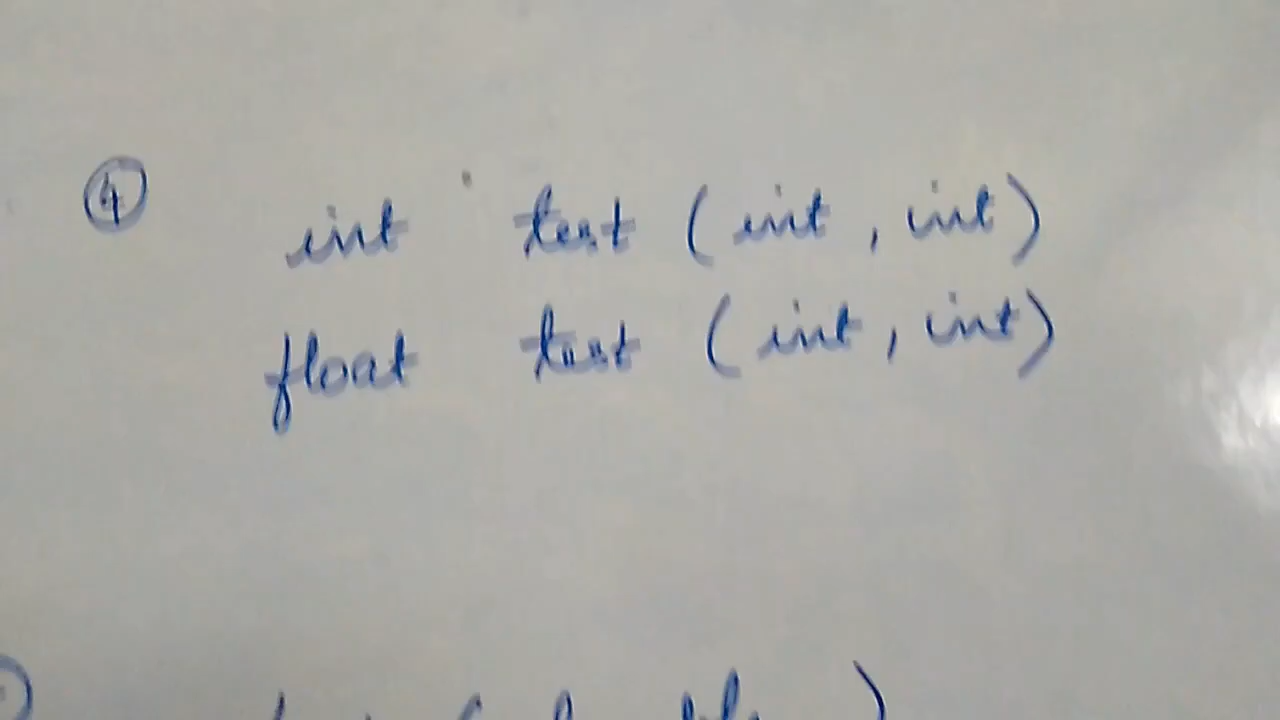 ④ int test (int, int)
float test (int, int)